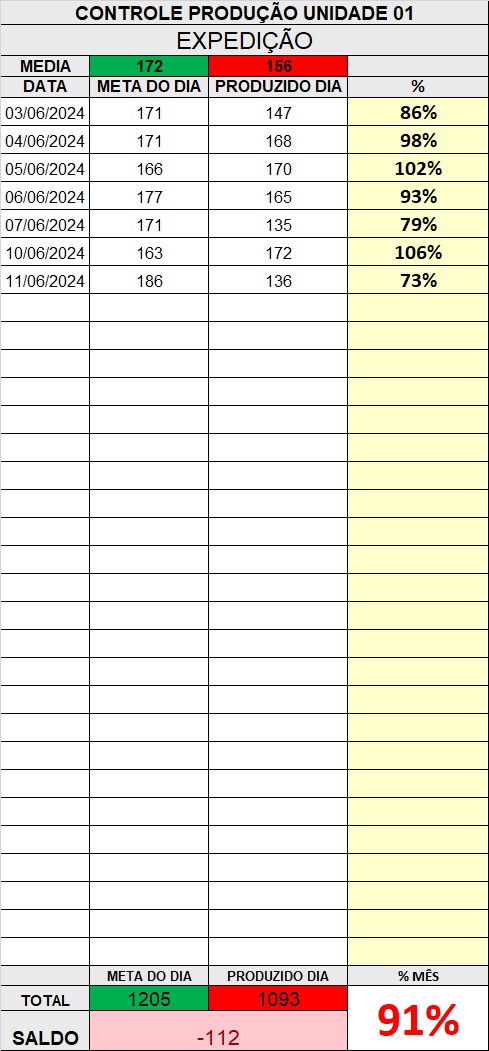 CONTROLE PRODUÇÃO UNIDADE 01
EXPEDIÇÃO
MEDIA 172 156
DATA META DO DIA PRODUZIDO DIA %
03/06/2024 171 147 86%
04/06/2024 171 168 98%
05/06/2024 166 170 102%
06/06/2024 177 165 93%
07/06/2024 171 135 79%
10/06/2024 163 172 106%
11/06/2024 186 136 73%
META DO DIA PRODUZIDO DIA % MÊS
TOTAL 1205 1093 91%
SALDO -112